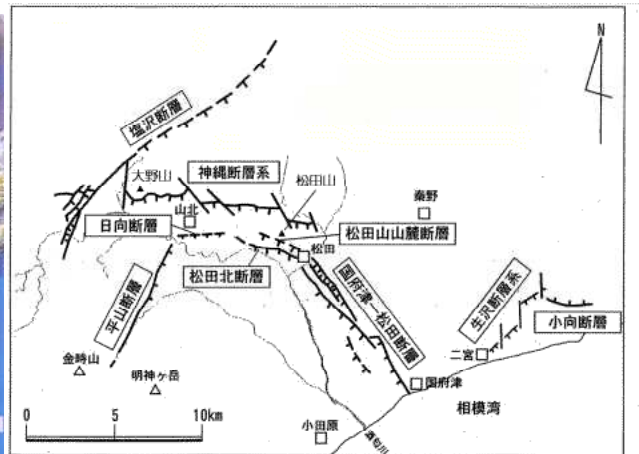 N
塩沢断層
大野山
神縄断層系
松田山
秦野
山北
日向断層
松田山山麓断層
松田
松田北断層
国府津ー松田断層
平山断層
生沢断層系
小向断層
二宮
金時山
明神ヶ岳
国府津
相模湾
0 5 10km
小田原
酒匂川